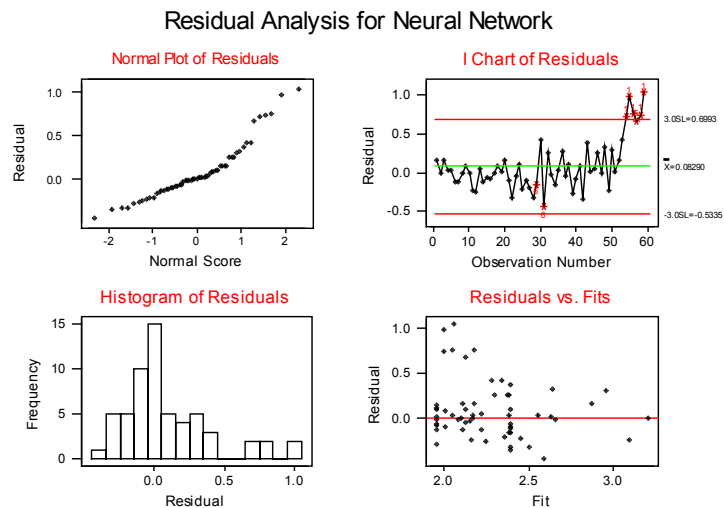 Residual Analysis for Neural Network
Normal Plot of Residuals
Residual
1.0
0.5
0.0
-2
-1
0
1
2
Normal Score
I Chart of Residuals
Residual
1.0
0.5
0.0
-0.5
0
10
20
30
40
50
60
Observation Number
3.0SL=0.6993
X=0.08290
-3.0SL=-0.5335
Histogram of Residuals
Frequency
15
10
5
0
0.0
0.5
1.0
Residual
Residuals vs. Fits
Residual
1.0
0.5
0.0
2.0
2.5
3.0
Fit